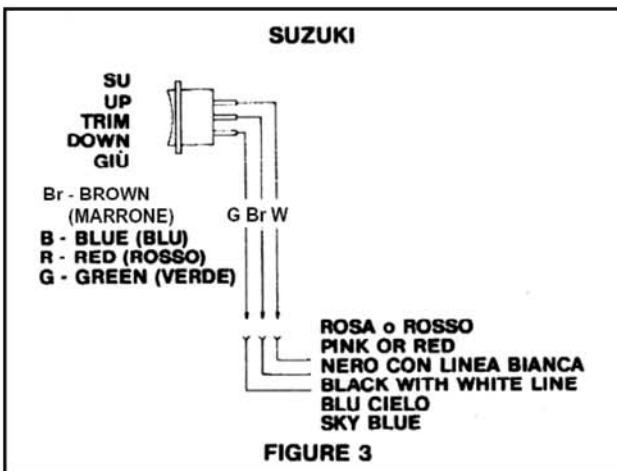 SUZUKI
SU
UP
TRIM
DOWN
GIÙ
Br - BROWN
(MARRONE)
B - BLUE (BLU)
R - RED (ROSSO)
G - GREEN (VERDE)
G Br W
ROSA o ROSSO
PINK OR RED
NERO CON LINEA BIANCA
BLACK WITH WHITE LINE
BLU CIELO
SKY BLUE
FIGURE 3